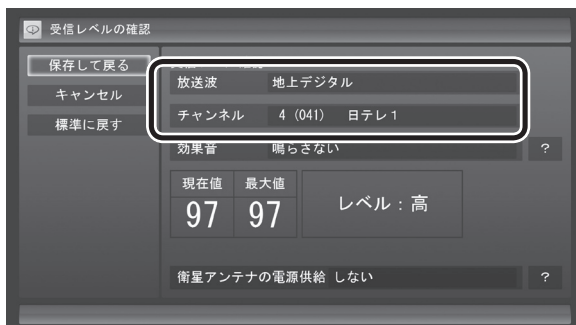 受信レベルの確認
保存して戻る
キャンセル
標準に戻す
放送波 地上デジタル
チャンネル 4 (041) 日テレ1
効果音 鳴らさない ?
現在値 最大値
97 97
レベル：高
衛星アンテナの電源供給 しない ?